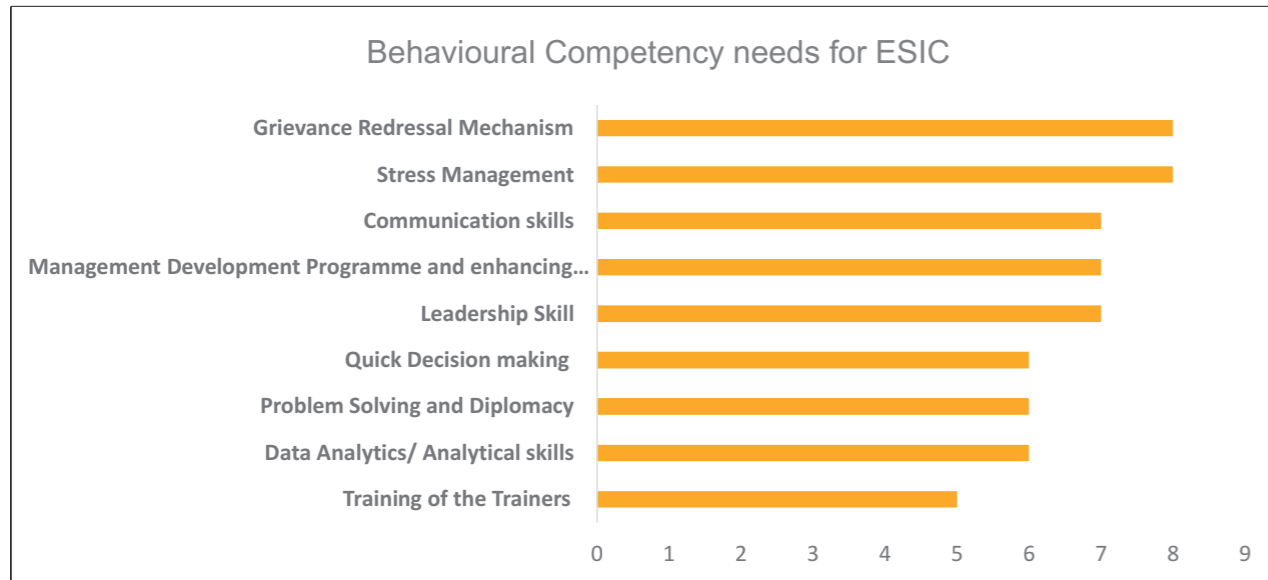 Behavioural Competency needs for ESIC
Grievance Redressal Mechanism
Stress Management
Communication skills
Management Development Programme and enhancing…
Leadership Skill
Quick Decision making
Problem Solving and Diplomacy
Data Analytics/ Analytical skills
Training of the Trainers
0 1 2 3 4 5 6 7 8 9